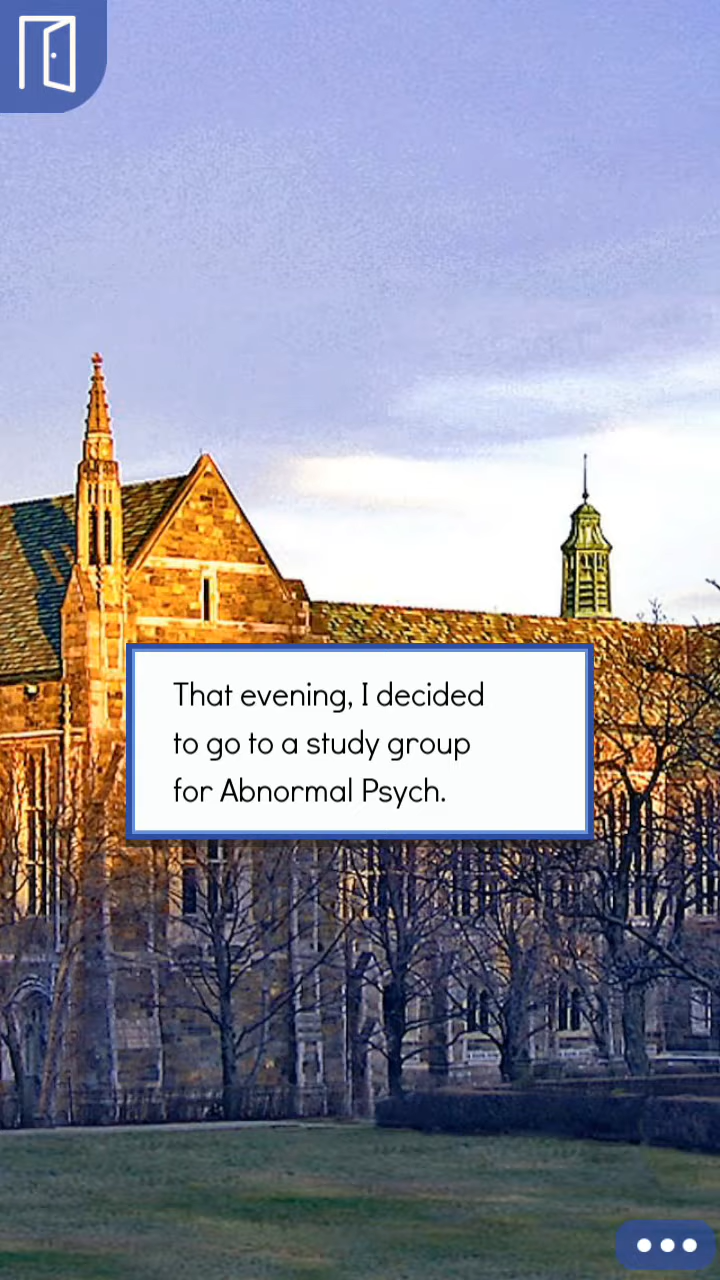 That evening, I decided
to go to a study group
for Abnormal Psych.